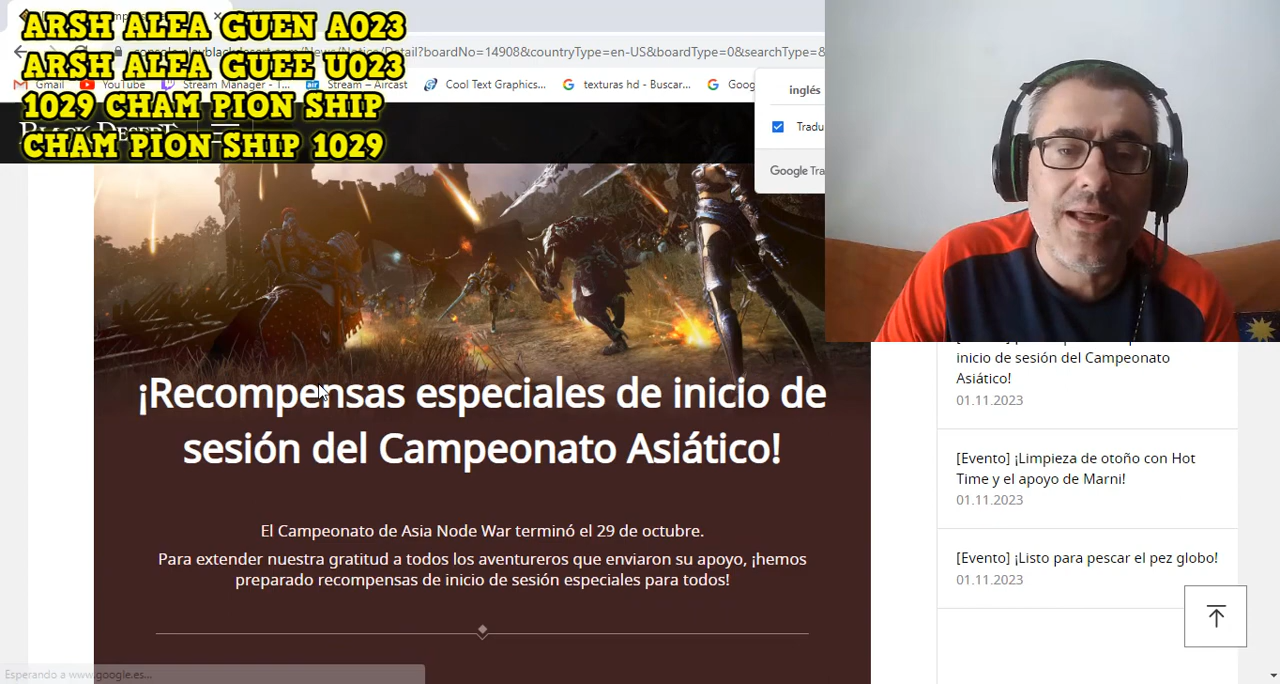 ARSH ALEA GUEN A023
ARSH ALEA GUEE U023
1029 CHAM PION SHIP
CHAM PION SHIP 1029
Gmail
YouTube
Stream Manager - T...
Stream – Aircast
Cool Text Graphics...
texturas hd - Buscar...
Goog
inglés
Tradu
Google Tra
¡Recompensas especiales de inicio de
sesión del Campeonato Asiático!
El Campeonato de Asia Node War terminó el 29 de octubre.
Para extender nuestra gratitud a todos los aventureros que enviaron su apoyo, ¡hemos
preparado recompensas de inicio de sesión especiales para todos!
inicio de sesión del Campeonato
Asiático!
01.11.2023
[Evento] ¡Limpieza de otoño con Hot
Time y el apoyo de Marni!
01.11.2023
[Evento] ¡Listo para pescar el pez globo!
01.11.2023
Esperando a www.google.es...